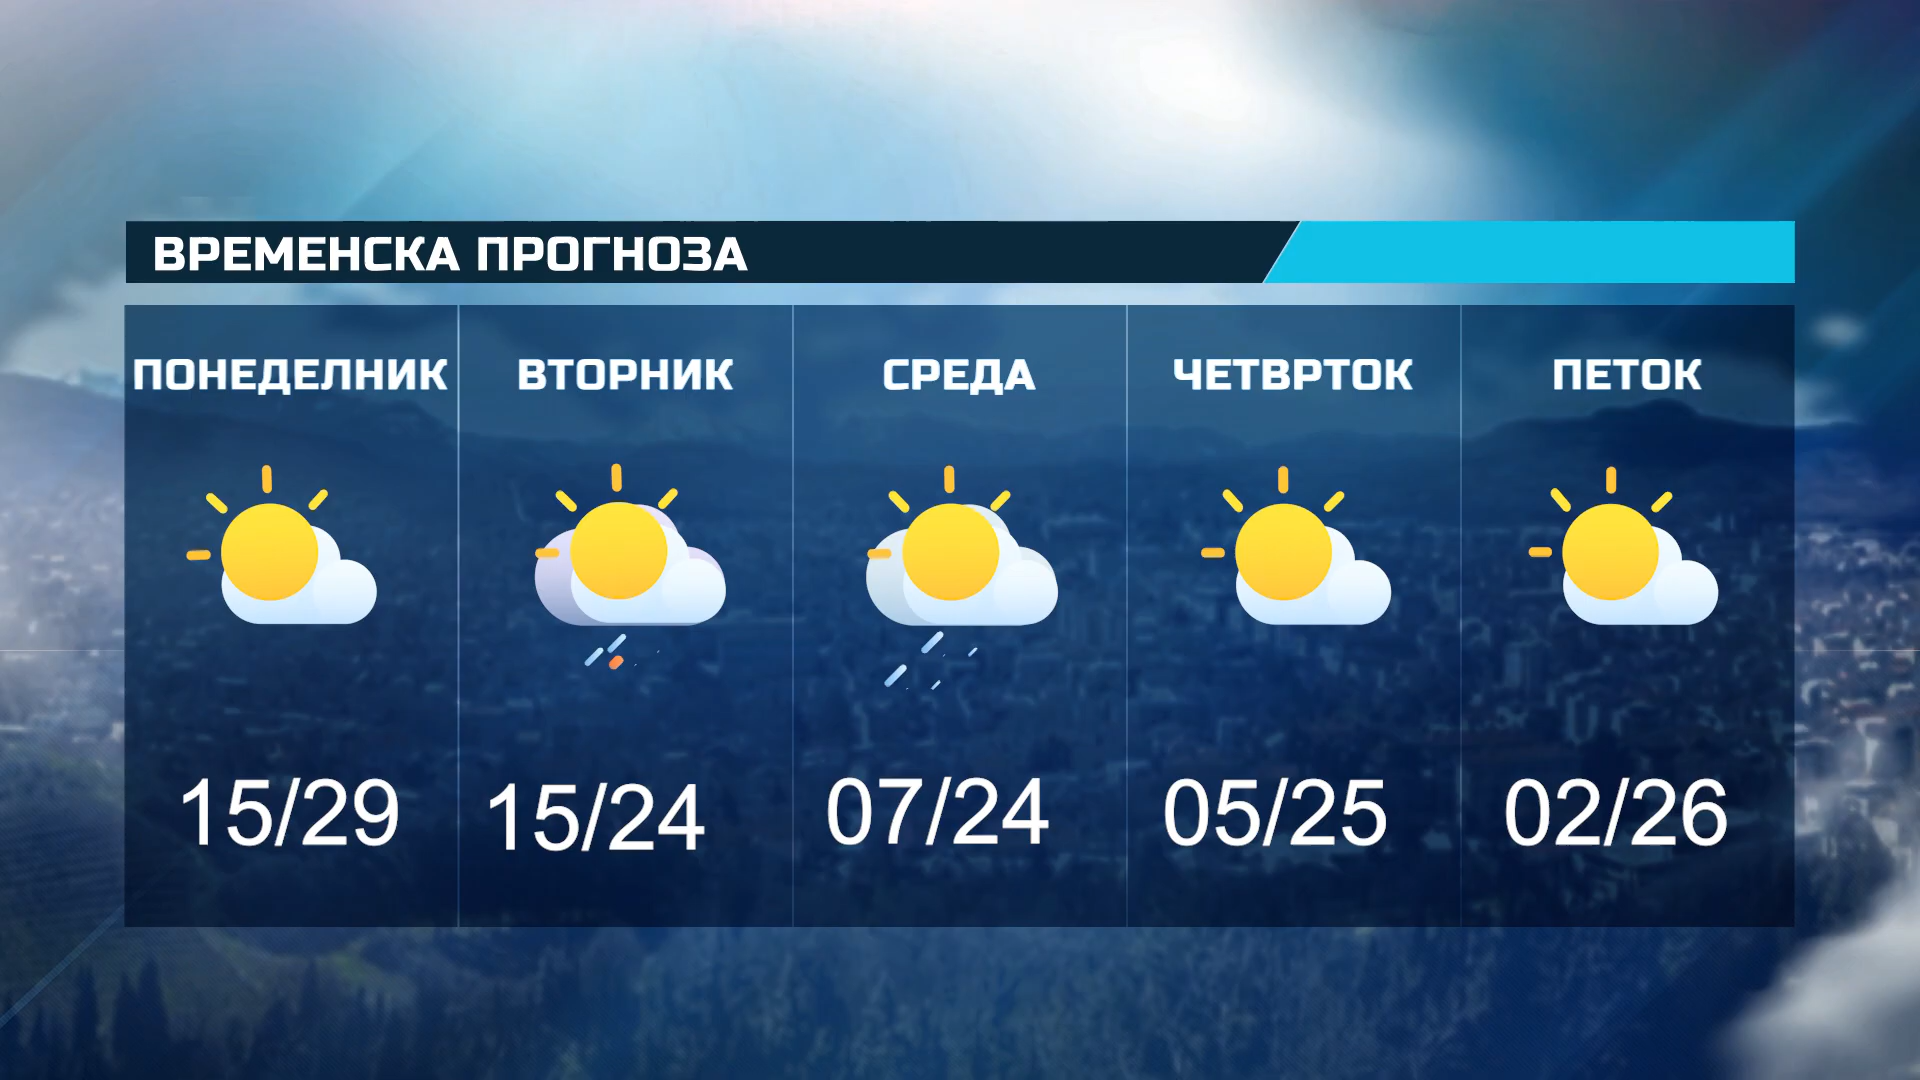 ВРЕМЕНСКА ПРОГНОЗА
ПОНЕДЕЛНИК
ВТОРНИК
СРЕДА
ЧЕТВРТОК
ПЕТОК
15/29
15/24
07/24
05/25
02/26